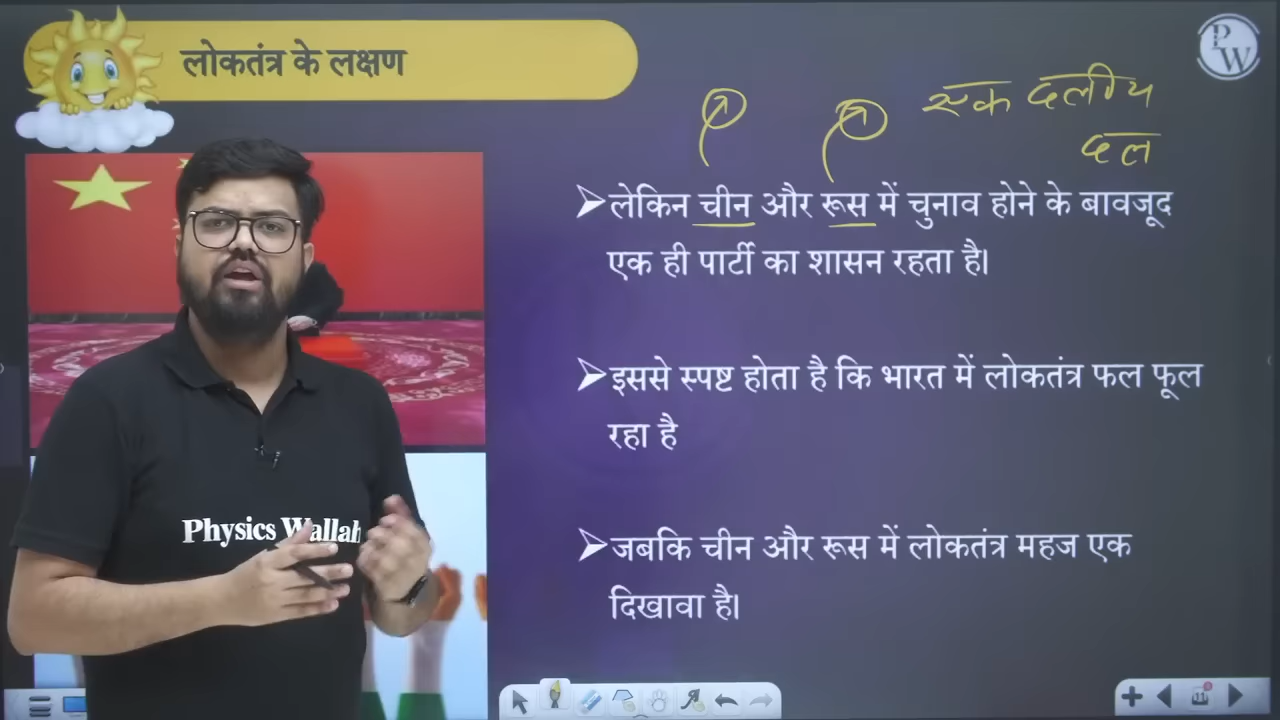 लोकतंत्र के लक्षण
PW
एक दलीय
दल
लेकिन चीन और रूस में चुनाव होने के बावजूद
एक ही पार्टी का शासन रहता है।
इससे स्पष्ट होता है कि भारत में लोकतंत्र फल फूल
रहा है
जबकि चीन और रूस में लोकतंत्र महज एक
दिखावा है।
Physics Wallah